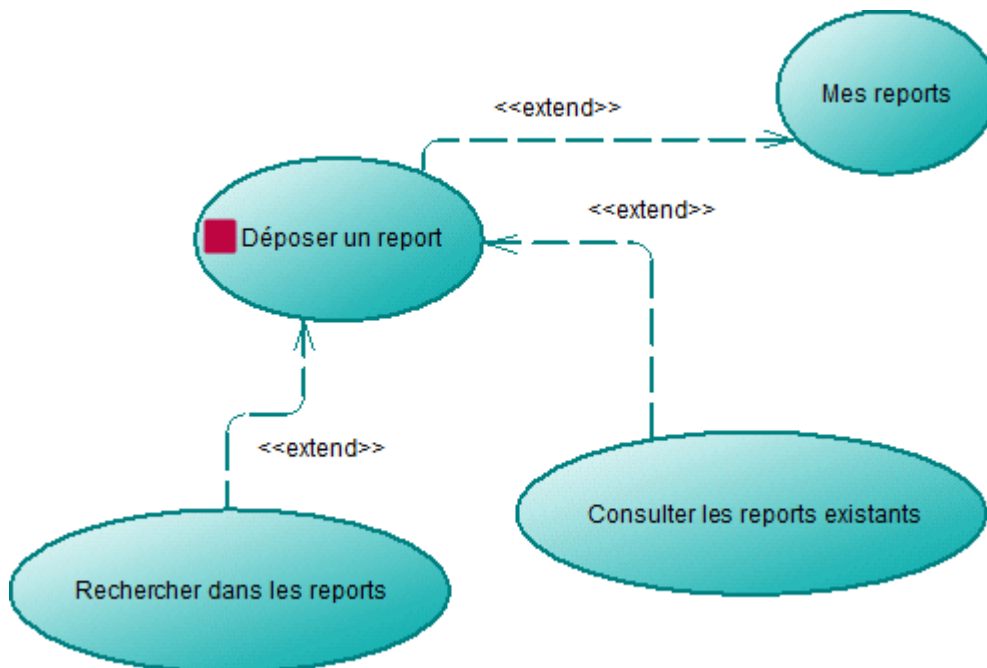 Mes reports
<<extend>>
<<extend>>
Déposer un report
<<extend>>
Consulter les reports existants
Rechercher dans les reports